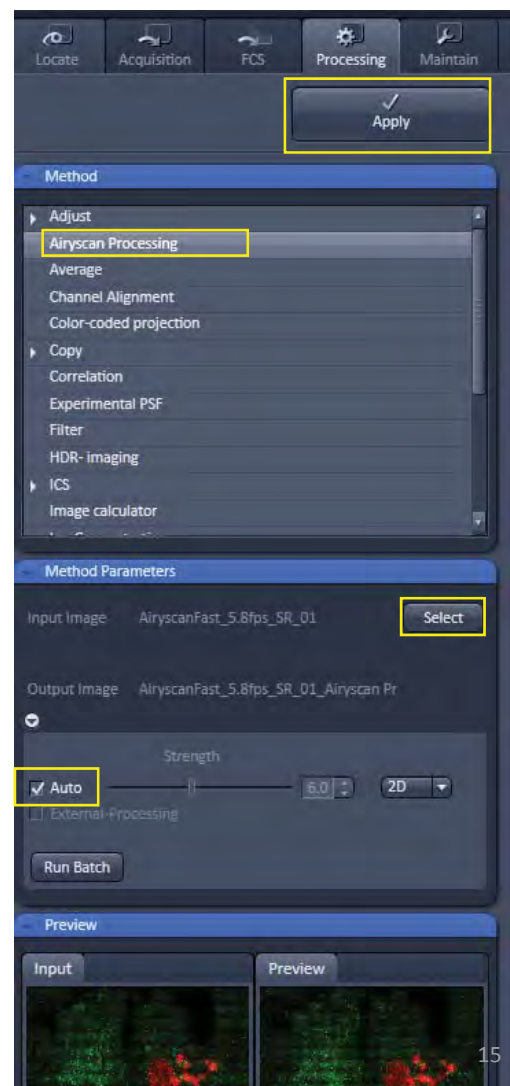 Locate Acquisition FCS Processing Maintain
Apply
Method
Adjust
Airyscan Processing
Average
Channel Alignment
Color-coded projection
Copy
Correlation
Experimental PSF
Filter
HDR- imaging
ICS
Image calculator
Method Parameters
Input Image AiryscanFast_5.8fps_SR_01 Select
Output Image AiryscanFast_5.8fps_SR_01_Airyscan Pr
Strength
Auto 6.0 2D
External-Processing
Run Batch
Preview
Input Preview
15